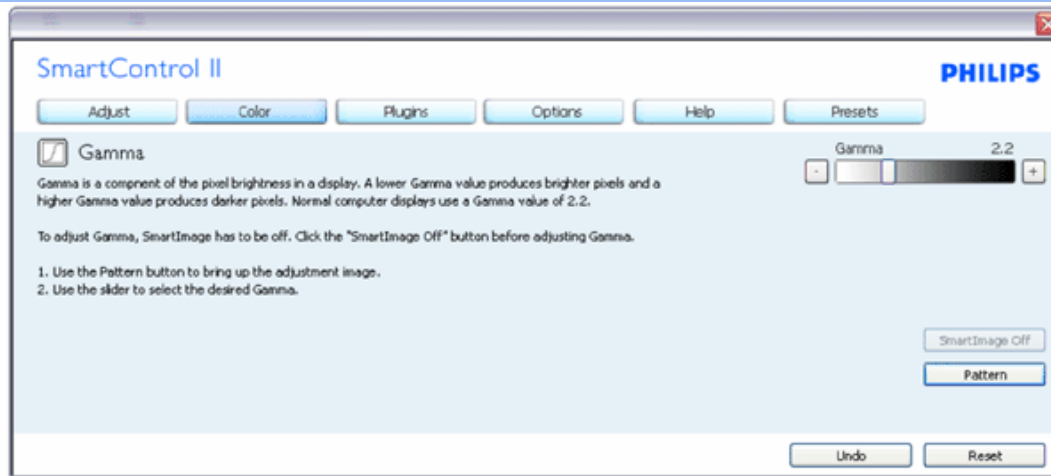 SmartControl II
PHILIPS
Adjust
Color
Plugins
Options
Help
Presets
Gamma
Gamma 2.2
- +
Gamma is a compnent of the pixel brightness in a display. A lower Gamma value produces brighter pixels and a
higher Gamma value produces darker pixels. Normal computer displays use a Gamma value of 2.2.
To adjust Gamma, SmartImage has to be off. Click the "SmartImage Off" button before adjusting Gamma.
1. Use the Pattern button to bring up the adjustment image.
2. Use the slider to select the desired Gamma.
SmartImage Off
Pattern
Undo
Reset